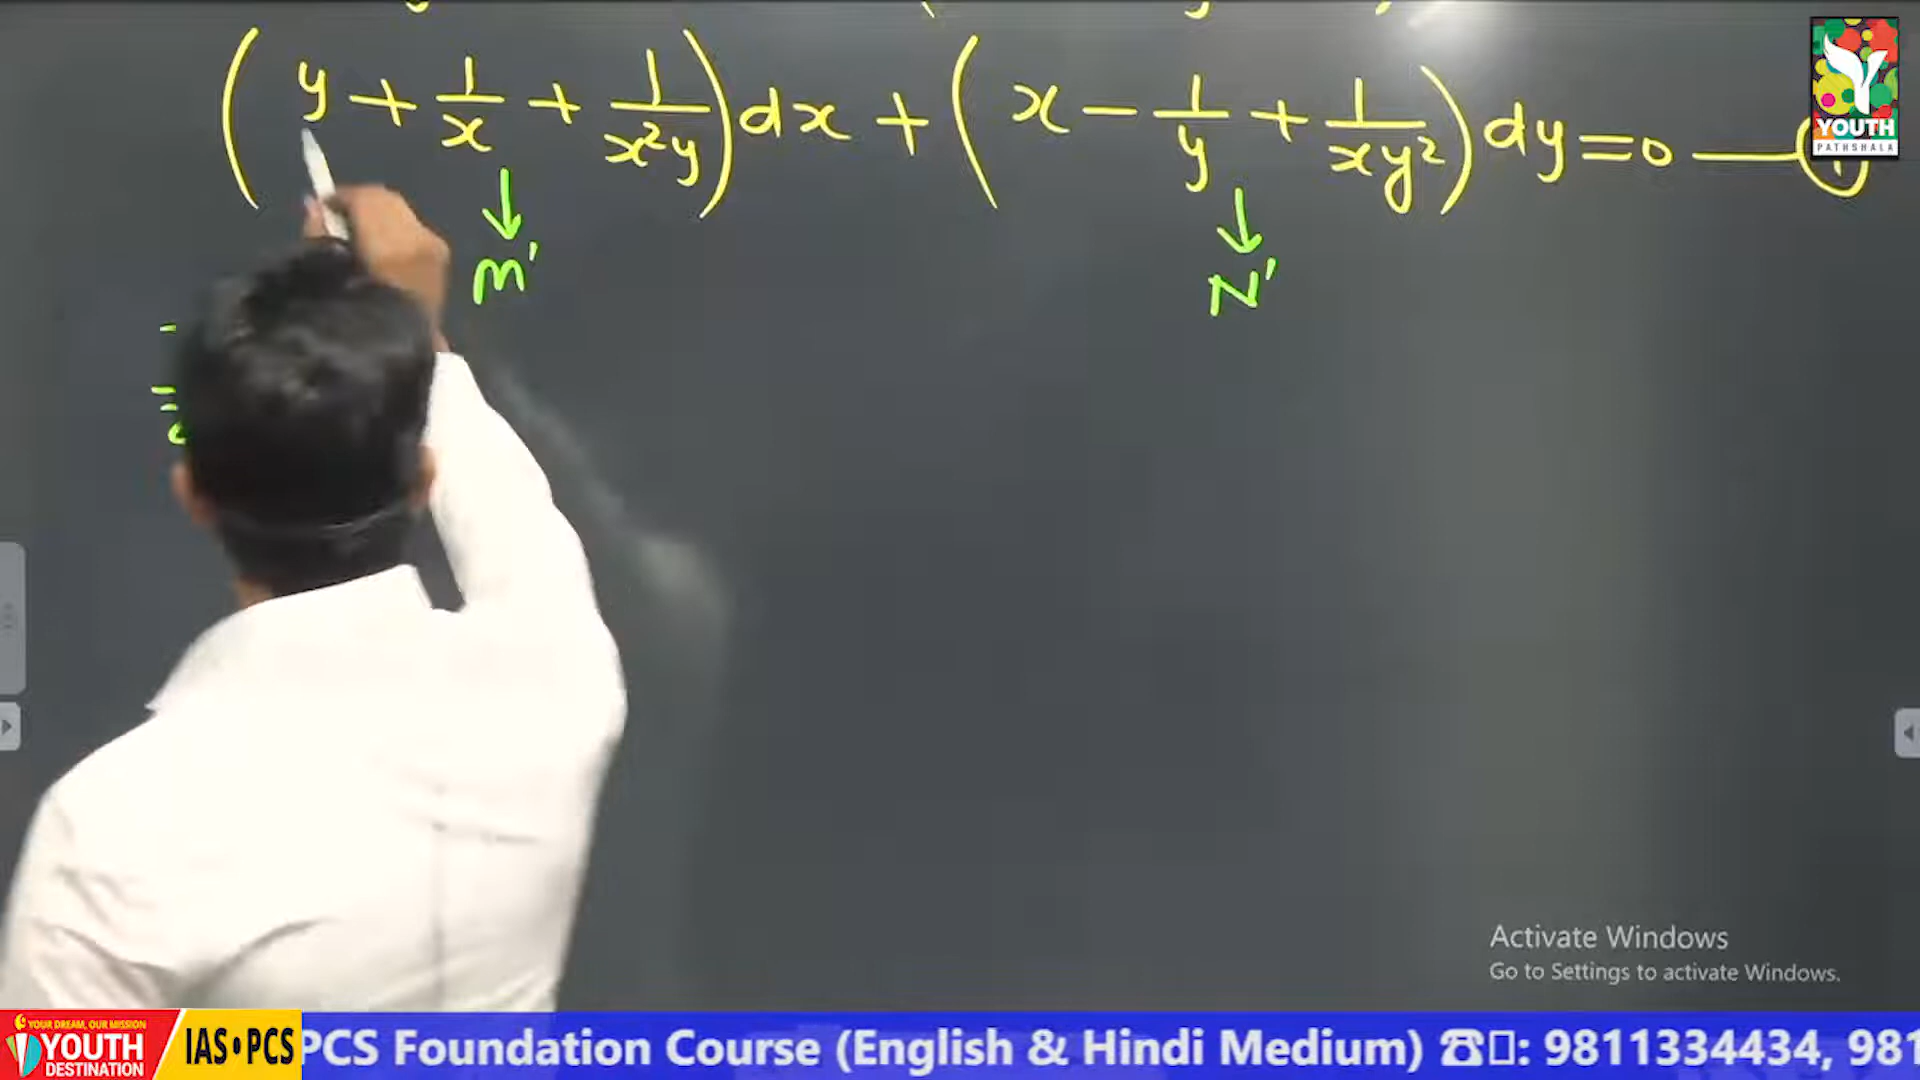 ( y + 1/x + 1/x²y ) dx + ( x - 1/y + 1/xy² ) dy = 0
M' N'
YOUTH
PATHSHALA
Activate Windows
Go to Settings to activate Windows.
YOUR DREAM, OUR MISSION
YOUTH
DESTINATION
IAS•PCS
PCS Foundation Course (English & Hindi Medium) ☎: 9811334434, 981